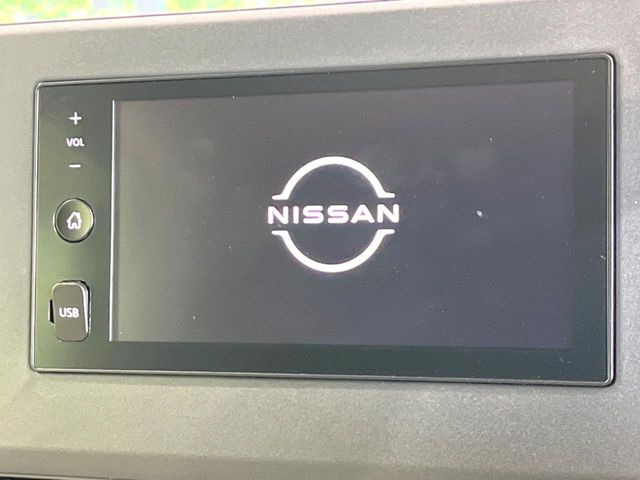 +
VOL
-
NISSAN
USB